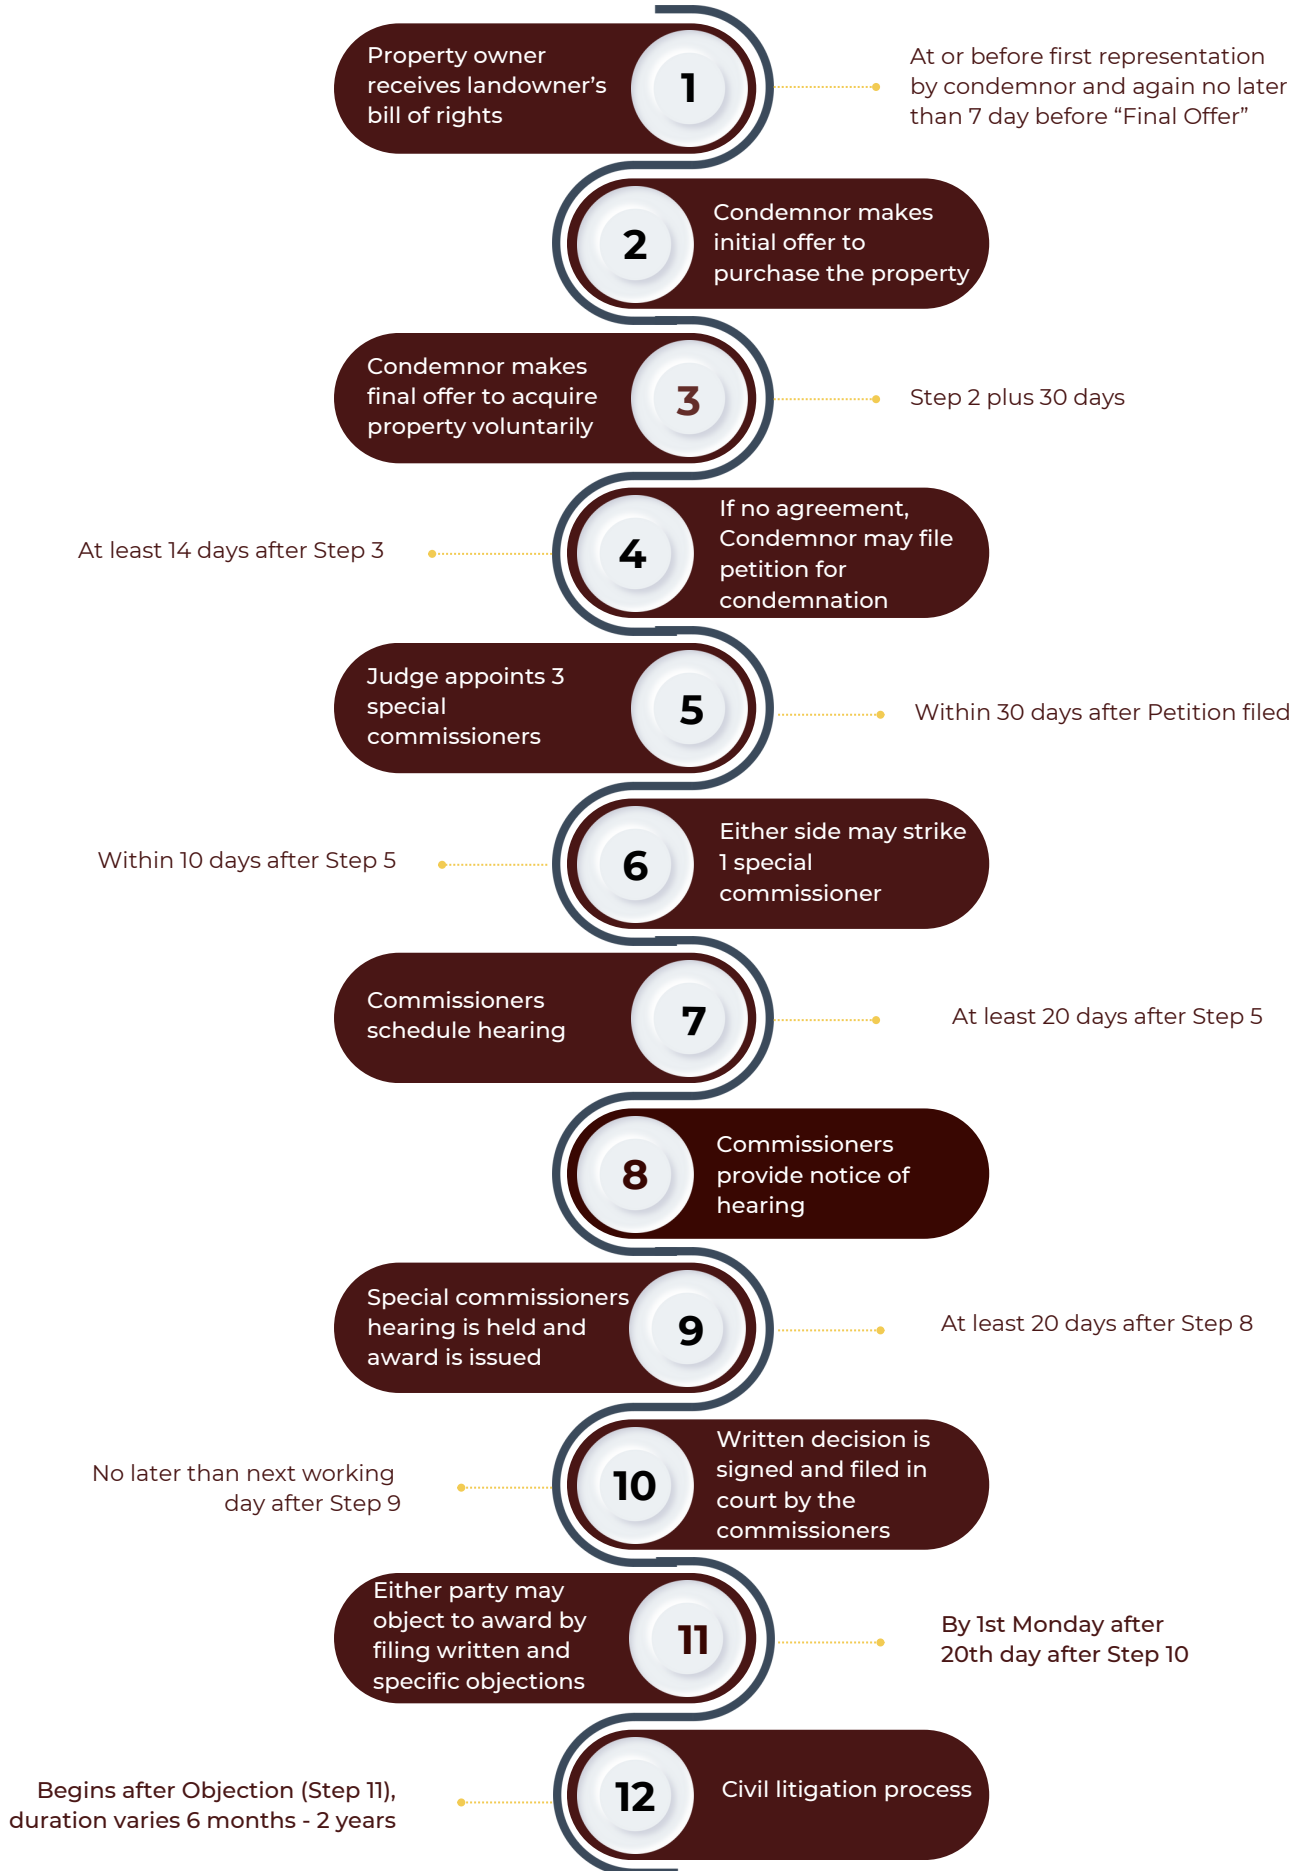 Property owner
receives landowner's
bill of rights
1
At or before first representation
by condemnor and again no later
than 7 day before “Final Offer”
2
Condemnor makes
initial offer to
purchase the property
Condemnor makes
final offer to acquire
property voluntarily
3
Step 2 plus 30 days
At least 14 days after Step 3
4
If no agreement,
Condemnor may file
petition for
condemnation
Judge appoints 3
special
commissioners
5
Within 30 days after Petition filed
Within 10 days after Step 5
6
Either side may strike
1 special
commissioner
Commissioners
schedule hearing
7
At least 20 days after Step 5
8
Commissioners
provide notice of
hearing
Special commissioners
hearing is held and
award is issued
9
At least 20 days after Step 8
No later than next working
day after Step 9
10
Written decision is
signed and filed in
court by the
commissioners
Either party may
object to award by
filing written and
specific objections
11
By 1st Monday after
20th day after Step 10
Begins after Objection (Step 11),
duration varies 6 months - 2 years
12
Civil litigation process